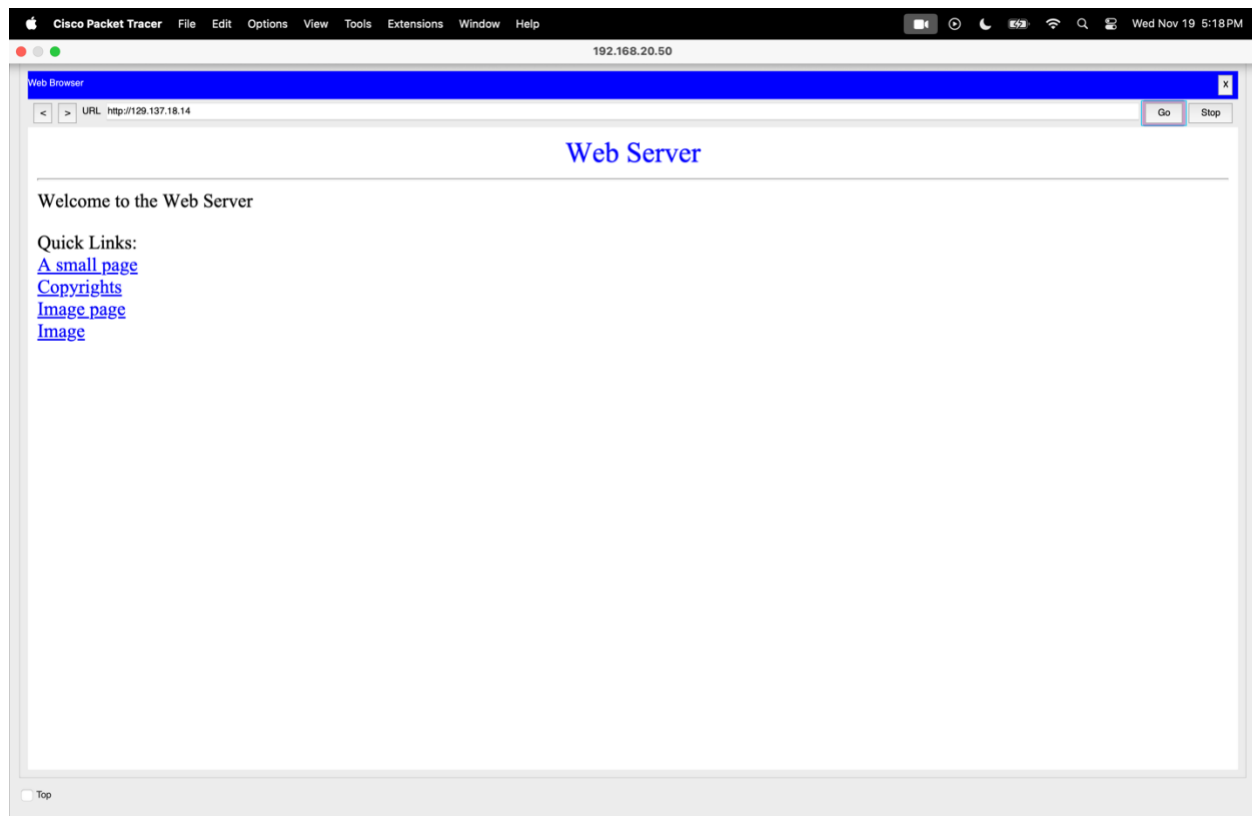 Cisco Packet Tracer File Edit Options View Tools Extensions Window Help Wed Nov 19 5:18 PM
192.168.20.50
Web Browser X
< > URL http://129.137.18.14 Go Stop
Web Server
Welcome to the Web Server
Quick Links:
A small page
Copyrights
Image page
Image
Top